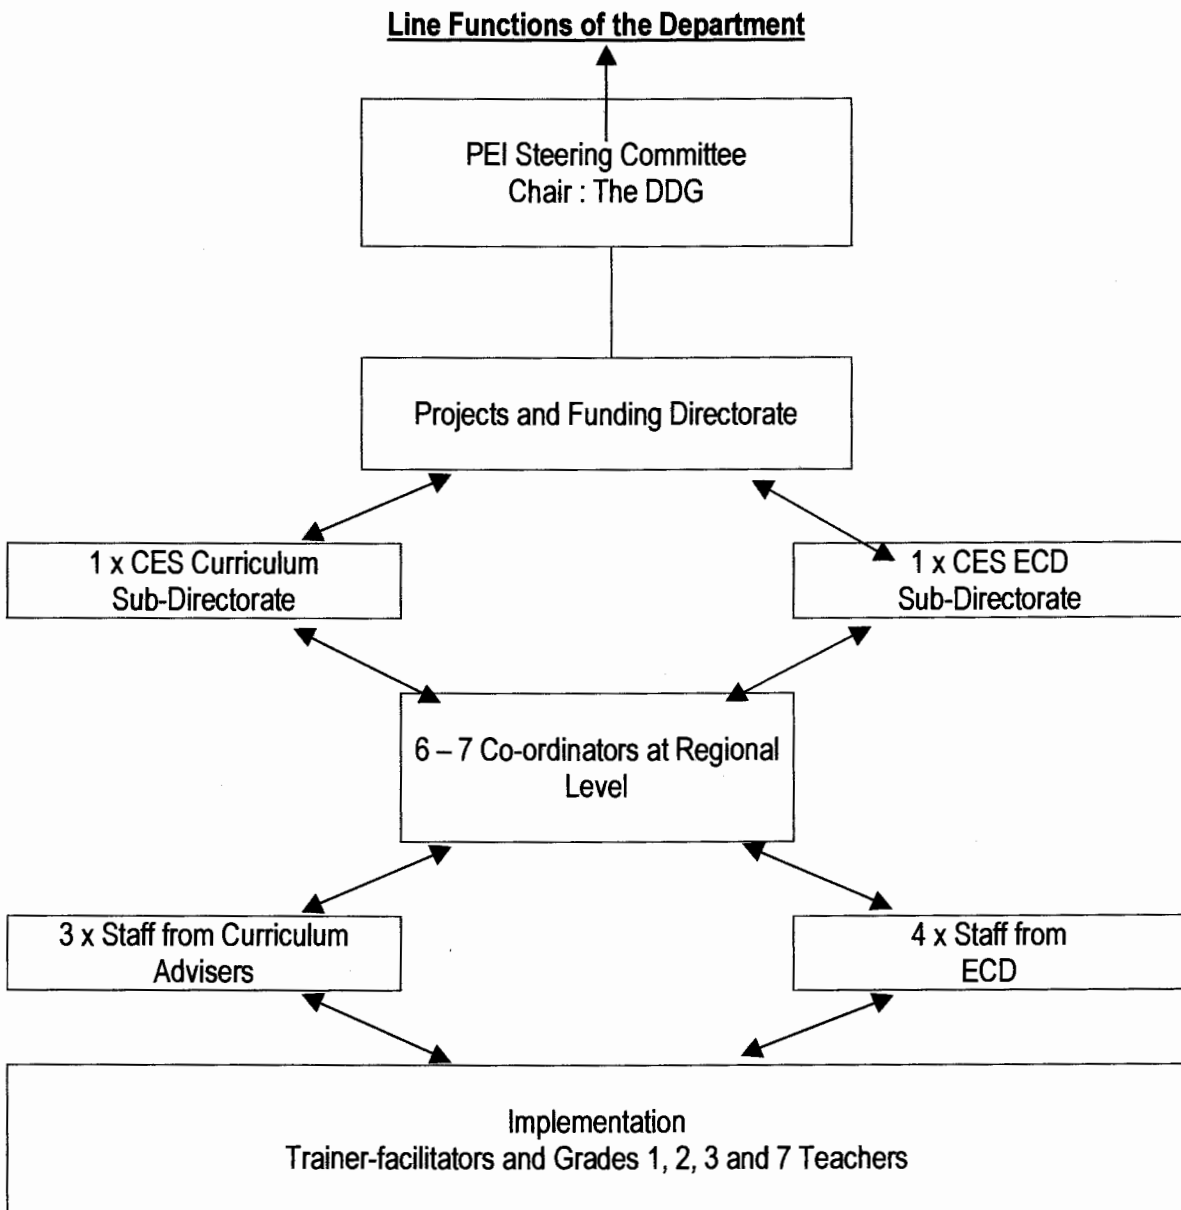 Line Functions of the Department
PEI Steering Committee
Chair : The DDG
Projects and Funding Directorate
1 x CES Curriculum
Sub-Directorate
1 x CES ECD
Sub-Directorate
6 – 7 Co-ordinators at Regional
Level
3 x Staff from Curriculum
Advisers
4 x Staff from
ECD
Implementation
Trainer-facilitators and Grades 1, 2, 3 and 7 Teachers